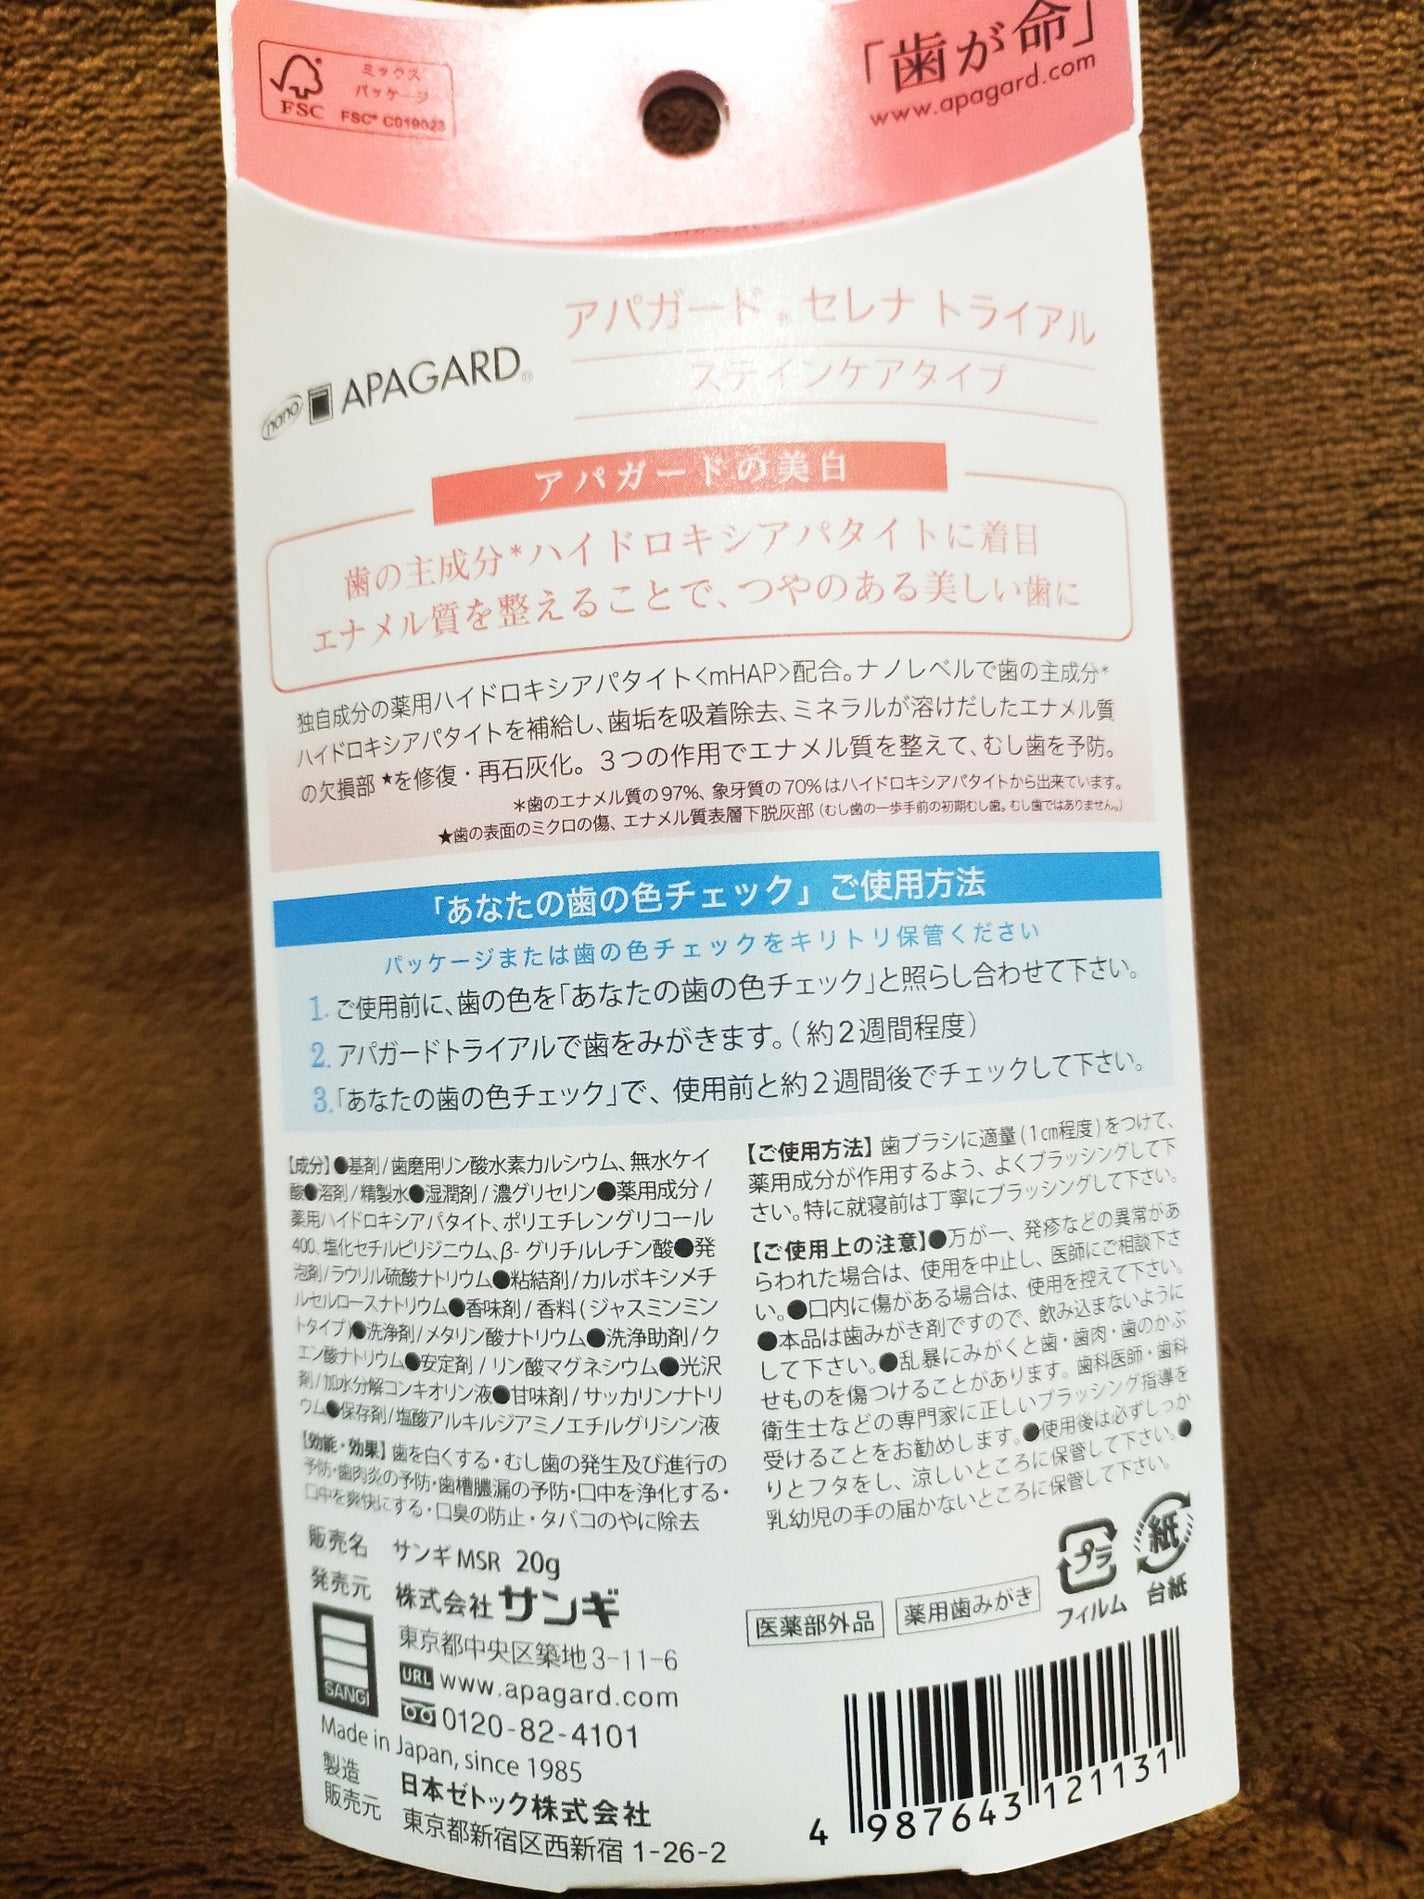 FSC
ミックス
パッケージ
FSC® C019023
「歯が命」
www.apagard.com
アパガード®セレナ トライアル
ステインケアタイプ
nano APAGARD®
アパガードの美白
歯の主成分*ハイドロキシアパタイトに着目
エナメル質を整えることで、つやのある美しい歯に
独自成分の薬用ハイドロキシアパタイト<mHAP>配合。ナノレベルで歯の主成分*
ハイドロキシアパタイトを補給し、歯垢を吸着除去、ミネラルが溶けだしたエナメル質
の欠損部★を修復・再石灰化。3つの作用でエナメル質を整えて、むし歯を予防。
*歯のエナメル質の97%、象牙質の70%はハイドロキシアパタイトから出来ています。
★歯の表面のミクロの傷、エナメル質表層下脱灰部(むし歯の一歩手前の初期むし歯。むし歯ではありません。)
「あなたの歯の色チェック」ご使用方法
パッケージまたは歯の色チェックをキリトリ保管ください
1. ご使用前に、歯の色を「あなたの歯の色チェック」と照らし合わせて下さい。
2. アパガードトライアルで歯をみがきます。(約2週間程度)
3.「あなたの歯の色チェック」で、使用前と約2週間後でチェックして下さい。
【成分】●基剤/歯磨用リン酸水素カルシウム、無水ケイ
酸●溶剤/精製水●湿潤剤/濃グリセリン●薬用成分/
薬用ハイドロキシアパタイト、ポリエチレングリコール
400、塩化セチルピリジニウム、β-グリチルレチン酸●発
泡剤/ラウリル硫酸ナトリウム●粘結剤/カルボキシメチ
ルセルロースナトリウム●香味剤/香料(ジャスミンミン
トタイプ)●洗浄剤/メタリン酸ナトリウム●洗浄助剤/ク
エン酸ナトリウム●安定剤/リン酸マグネシウム●光沢
剤/加水分解コンキオリン液●甘味剤/サッカリンナトリ
ウム●保存剤/塩酸アルキルジアミノエチルグリシン液
【効能・効果】歯を白くする・むし歯の発生及び進行の
予防・歯肉炎の予防・歯槽膿漏の予防・口中を浄化する・
口中を爽快にする・口臭の防止・タバコのやに除去
【ご使用方法】歯ブラシに適量(1cm程度)をつけて、
薬用成分が作用するよう、よくブラッシングして下
さい。特に就寝前は丁寧にブラッシングして下さい。
【ご使用上の注意】●万が一、発疹などの異常があ
らわれた場合は、使用を中止し、医師にご相談下さ
い。●口内に傷がある場合は、使用を控えて下さい。
●本品は歯みがき剤ですので、飲み込まないように
して下さい。●乱暴にみがくと歯・歯肉・歯のかぶ
せものを傷つけることがあります。歯科医師・歯科
衛生士などの専門家に正しいブラッシング指導を
受けることをお勧めします。●使用後は必ずしっか
りとフタをし、涼しいところに保管して下さい。●
乳幼児の手の届かないところに保管して下さい。
販売名 サンギMSR 20g
発売元 株式会社サンギ
東京都中央区築地3-11-6
SANGI
URL www.apagard.com
0120-82-4101
Made in Japan, since 1985
製造
販売元
日本ゼトック株式会社
東京都新宿区西新宿 1-26-2
医薬部外品 薬用歯みがき
プラ
フィルム
紙
台紙
4 987643 121131